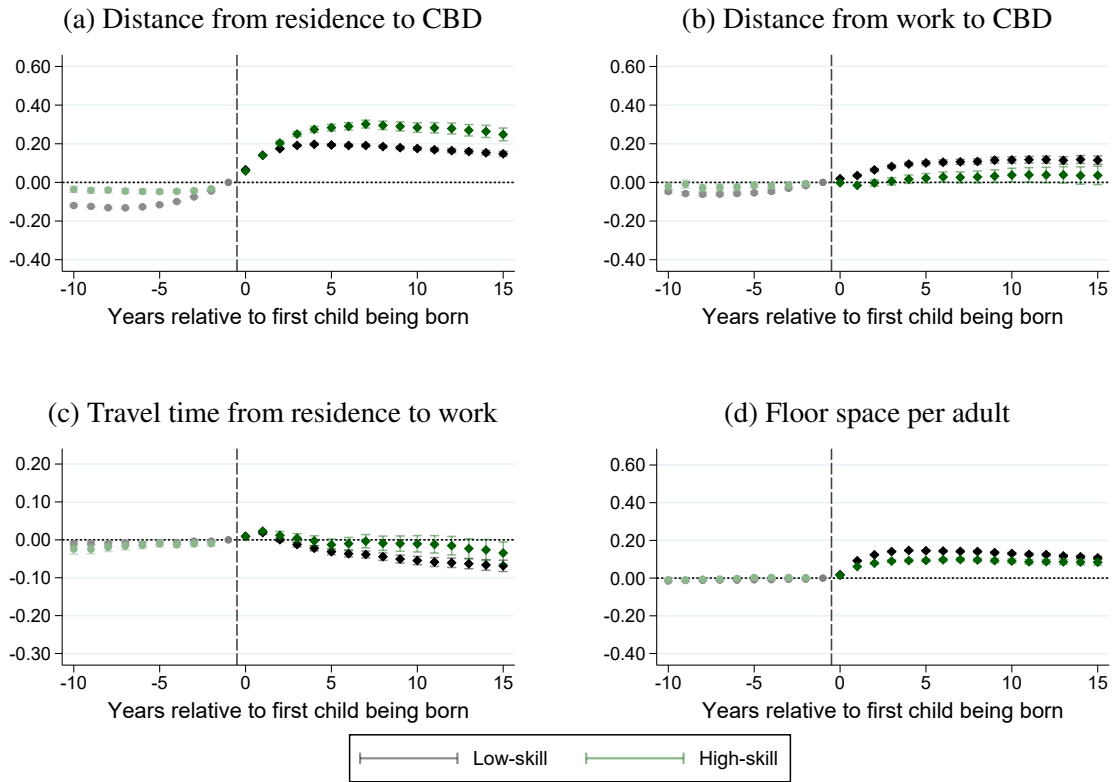 (a) Distance from residence to CBD
0.60
0.40
0.20
0.00
-0.20
-0.40
-10 -5 0 5 10 15
Years relative to first child being born
(b) Distance from work to CBD
0.60
0.40
0.20
0.00
-0.20
-0.40
-10 -5 0 5 10 15
Years relative to first child being born
(c) Travel time from residence to work
0.20
0.10
0.00
-0.10
-0.20
-0.30
-10 -5 0 5 10 15
Years relative to first child being born
(d) Floor space per adult
0.60
0.40
0.20
0.00
-0.20
-0.40
-10 -5 0 5 10 15
Years relative to first child being born
Low-skill High-skill